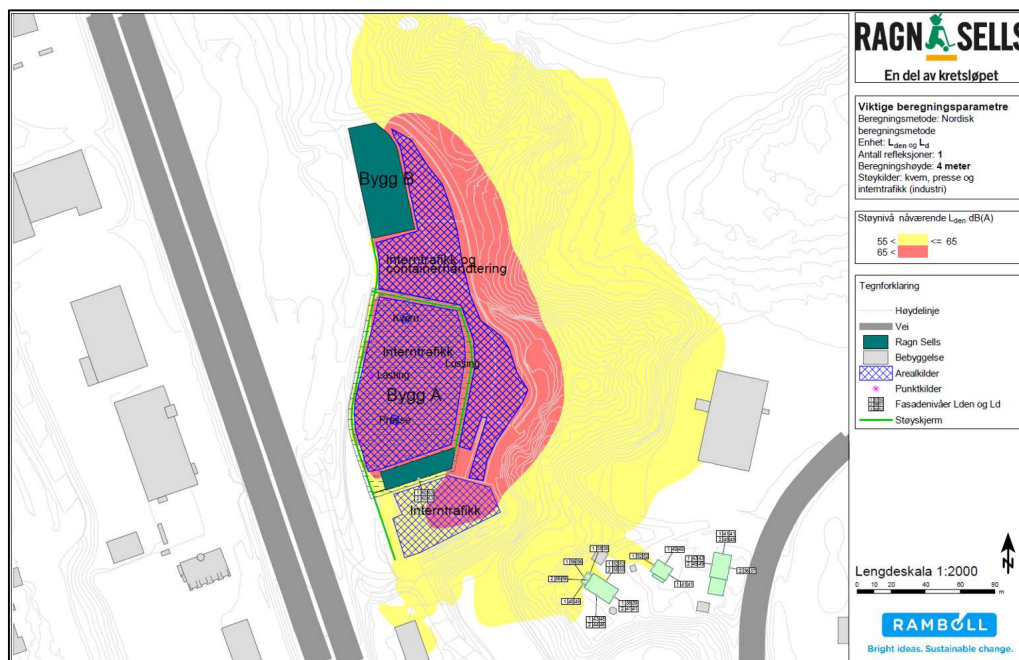 RAGN SELLS
En del av kretsløpet
Viktige beregningsparametre
Beregningsmetode: Nordisk
beregningsmetode
Enhet: Lden og Ld
Antall refleksjoner: 1
Beregningshøyde: 4 meter
Støykilder: kvern, presse og
interntrafikk (industri)
Støynivå nåværende Lden dB(A)
55 < <= 65
65 <
Tegnforklaring
Høydelinje
Vei
Ragn Sells
Bebyggelse
Arealkilder
Punktkilder
Fasadenivåer Lden og Ld
Støyskjerm
Bygg B
Interntrafikk og
containerhandtering
Kvern
Interntrafikk
Lossing
Lossing
Bygg A
Presse
Interntrafikk
N
Lengdeskala 1:2000
0 10 20 40 60 80
m
RAMBOLL
Bright ideas. Sustainable change.